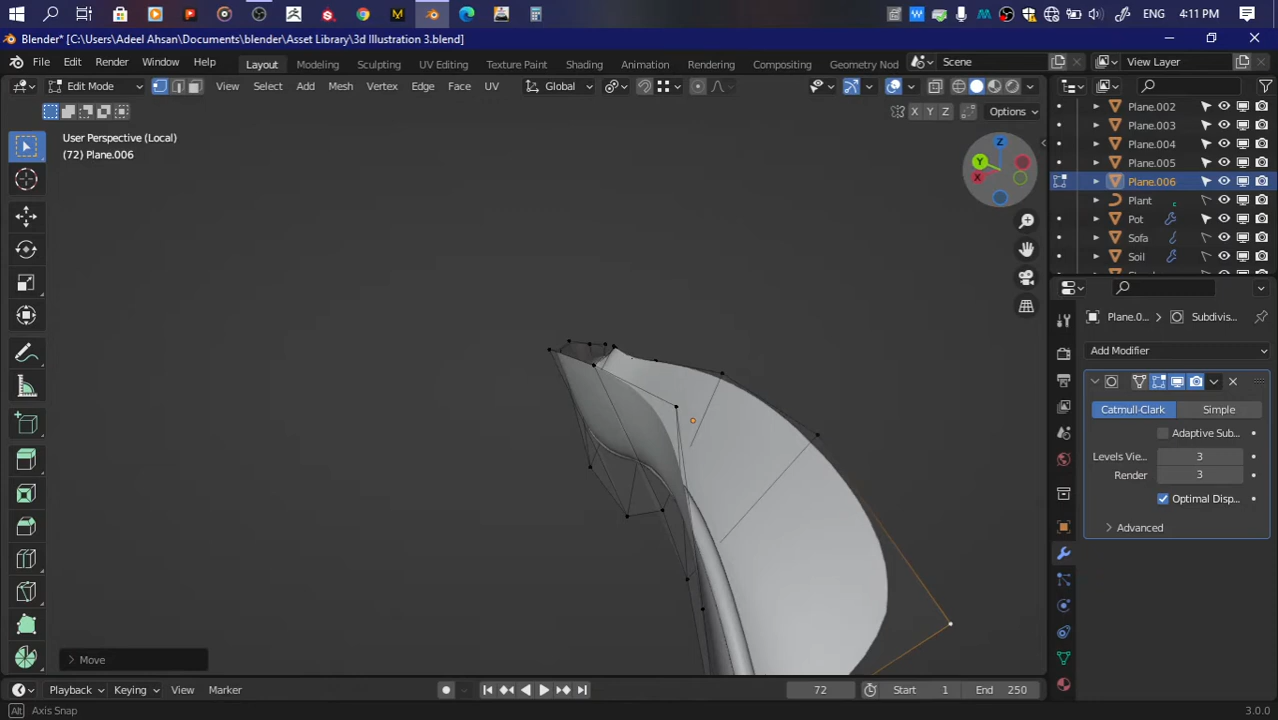 ENG
4:11 PM
Blender* [C:\Users\Adeel Ahsan\Documents\blender\Asset Library\3d Illustration 3.blend]
File Edit Render Window Help
Layout Modeling Sculpting UV Editing Texture Paint Shading Animation Rendering Compositing Geometry Nod
Scene
View Layer
Edit Mode
View Select Add Mesh Vertex Edge Face UV
Global
X Y Z
Options
User Perspective (Local)
(72) Plane.006
Z
Y
X
Plane.002
Plane.003
Plane.004
Plane.005
Plane.006
Plant
Pot
Sofa
Soil
Plane.0... > Subdivis...
Add Modifier
Catmull-Clark Simple
Adaptive Sub...
Levels Vie... 3
Render 3
Optimal Disp...
Advanced
Move
Playback Keying View Marker
72
Start 1
End 250
Alt Axis Snap
3.0.0